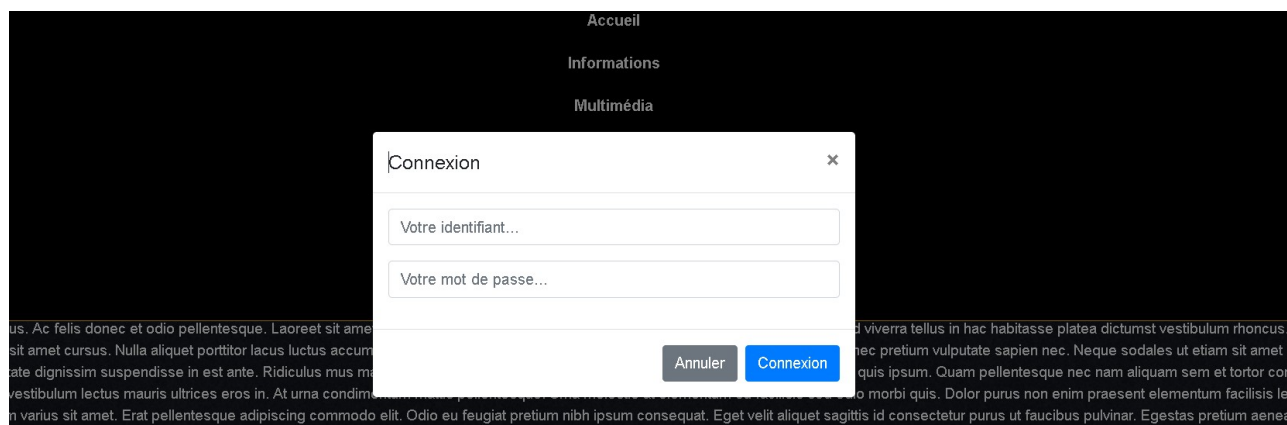 Accueil
Informations
Multimédia
Connexion ×
Votre identifiant...
Votre mot de passe...
Annuler Connexion
us. Ac felis donec et odio pellentesque. Laoreet sit ame d viverra tellus in hac habitasse platea dictumst vestibulum rhoncus.
sit amet cursus. Nulla aliquet porttitor lacus luctus accum nec pretium vulputate sapien nec. Neque sodales ut etiam sit amet
tate dignissim suspendisse in est ante. Ridiculus mus ma quis ipsum. Quam pellentesque nec nam aliquam sem et tortor con
vestibulum lectus mauris ultrices eros in. At urna condim morbi quis. Dolor purus non enim praesent elementum facilisis le
varius sit amet. Erat pellentesque adipiscing commodo elit. Odio eu feugiat pretium nibh ipsum consequat. Eget velit aliquet sagittis id consectetur purus ut faucibus pulvinar. Egestas pretium aenea